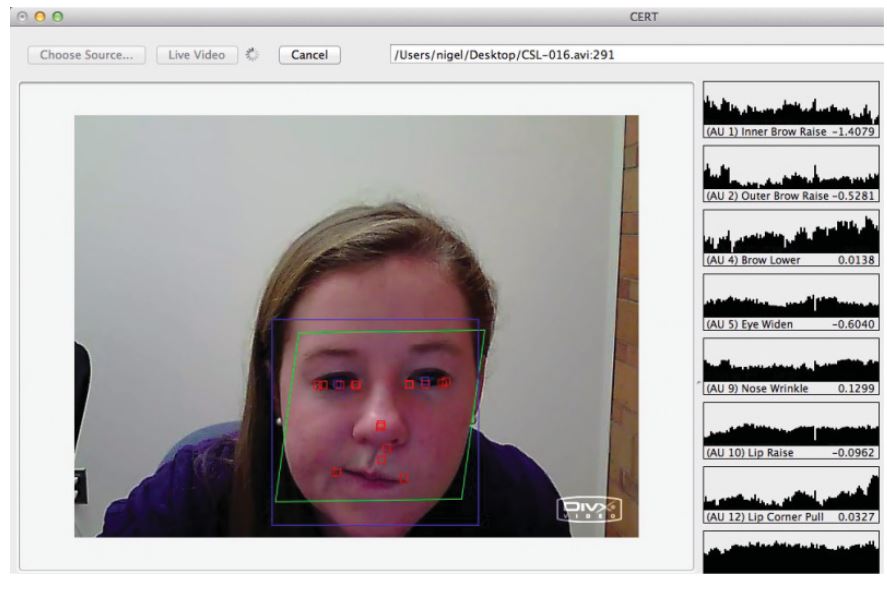 CERT
Choose Source...
Live Video
Cancel
/Users/nigel/Desktop/CSL-016.avi:291
(AU 1) Inner Brow Raise -1.4079
(AU 2) Outer Brow Raise -0.5281
(AU 4) Brow Lower 0.0138
(AU 5) Eye Widen -0.6040
(AU 9) Nose Wrinkle 0.1299
(AU 10) Lip Raise -0.0962
(AU 12) Lip Corner Pull 0.0327
DIVX
VIDEO